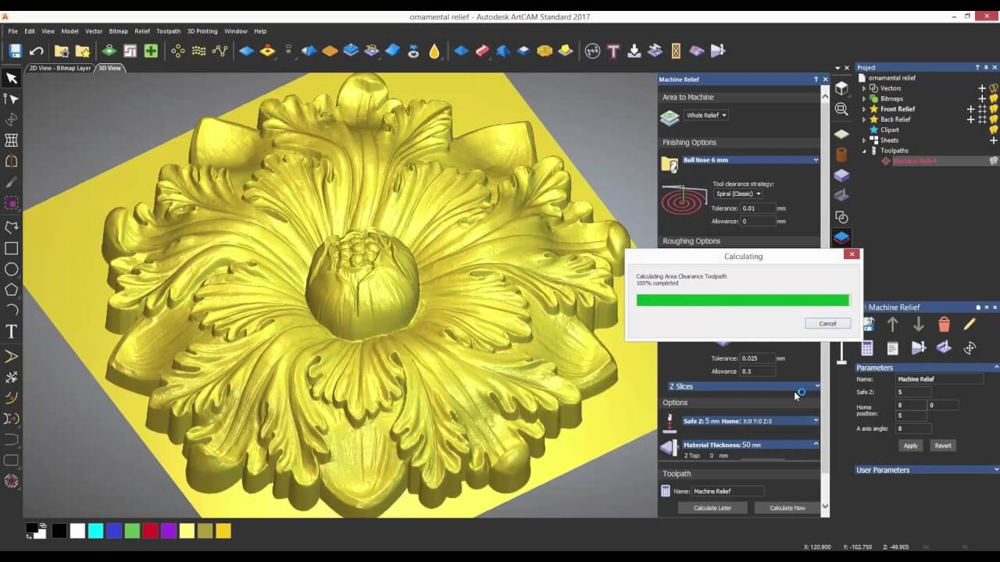 ornamental relief - Autodesk ArtCAM Standard 2017
File Edit View Model Vector Bitmap Relief Toolpath 3D Printing Window Help
2D View - Bitmap Layer 3D View
Machine Relief
Area to Machine
Whole Relief
Finishing Options
Ball Nose 6 mm
Tool clearance strategy:
Spiral (Classic)
Tolerance: 0.01 mm
Allowance: 0 mm
Roughing Options
Calculating
Calculating Area Clearance Toolpath
100% completed
Cancel
Tolerance: 0.025 mm
Allowance 0.5
Z Slices
Options
Safe Z: 5 mm Home: X:0 Y:0 Z:5
Material Thickness: 50 mm
Z Top: 0 mm
Toolpath
Name: Machine Relief
Calculate Later Calculate Now
Project
ornamental relief
Vectors
Bitmaps
Front Relief
Back Relief
Clipart
Sheets
Toolpaths
Machine Relief
Machine Relief
Parameters
Name: Machine Relief
Safe Z: 5
Home position: 0 0
5
A axis angle: 0
Apply Revert
User Parameters
X: 120.900 Y: -102.750 Z: -49.905 W: H: